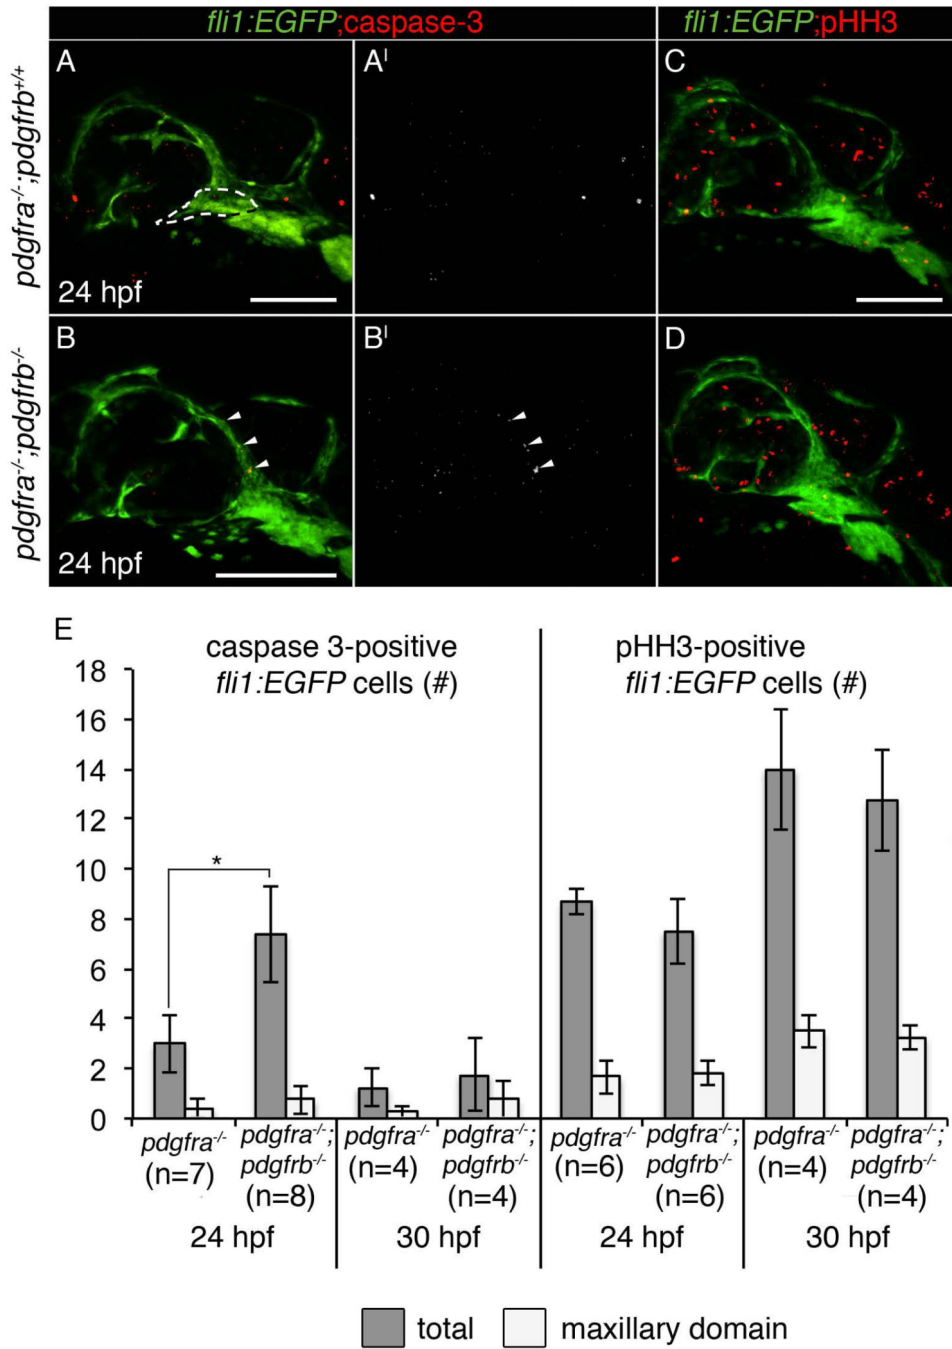 fli1:EGFP;caspase-3
fli1:EGFP;pHH3
pdgfra-/-;pdgfrb+/+
A
A'
C
24 hpf
pdgfra-/-;pdgfrb-/-
B
B'
D
24 hpf
E
caspase 3-positive
fli1:EGFP cells (#)
pHH3-positive
fli1:EGFP cells (#)
18
16
14
12
10
8
6
4
2
0
*
pdgfra-/-
(n=7)
pdgfra-/-;
pdgfrb-/-
(n=8)
pdgfra-/-
(n=4)
pdgfra-/-;
pdgfrb-/-
(n=4)
pdgfra-/-
(n=6)
pdgfra-/-;
pdgfrb-/-
(n=6)
pdgfra-/-
(n=4)
pdgfra-/-;
pdgfrb-/-
(n=4)
24 hpf
30 hpf
24 hpf
30 hpf
total
maxillary domain